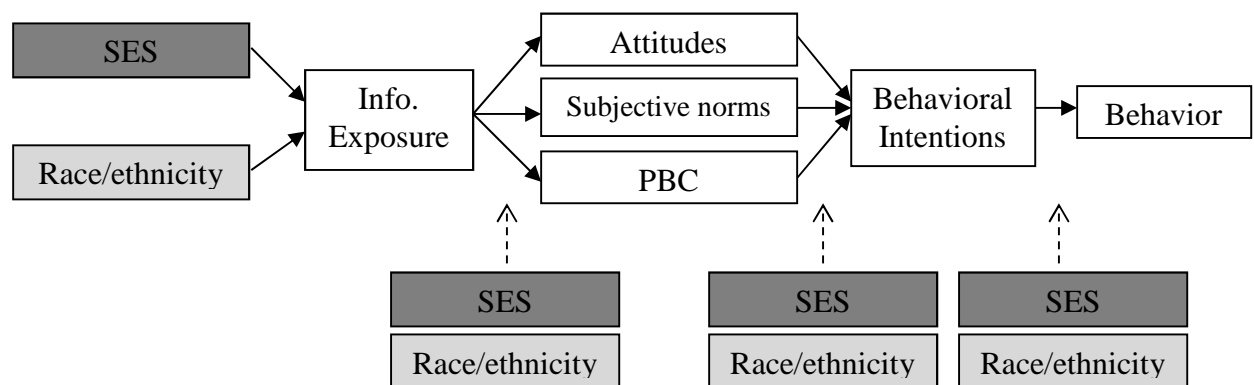 SES
Race/ethnicity
Info.
Exposure
Attitudes
Subjective norms
PBC
Behavioral
Intentions
Behavior
SES
Race/ethnicity
SES
Race/ethnicity
SES
Race/ethnicity